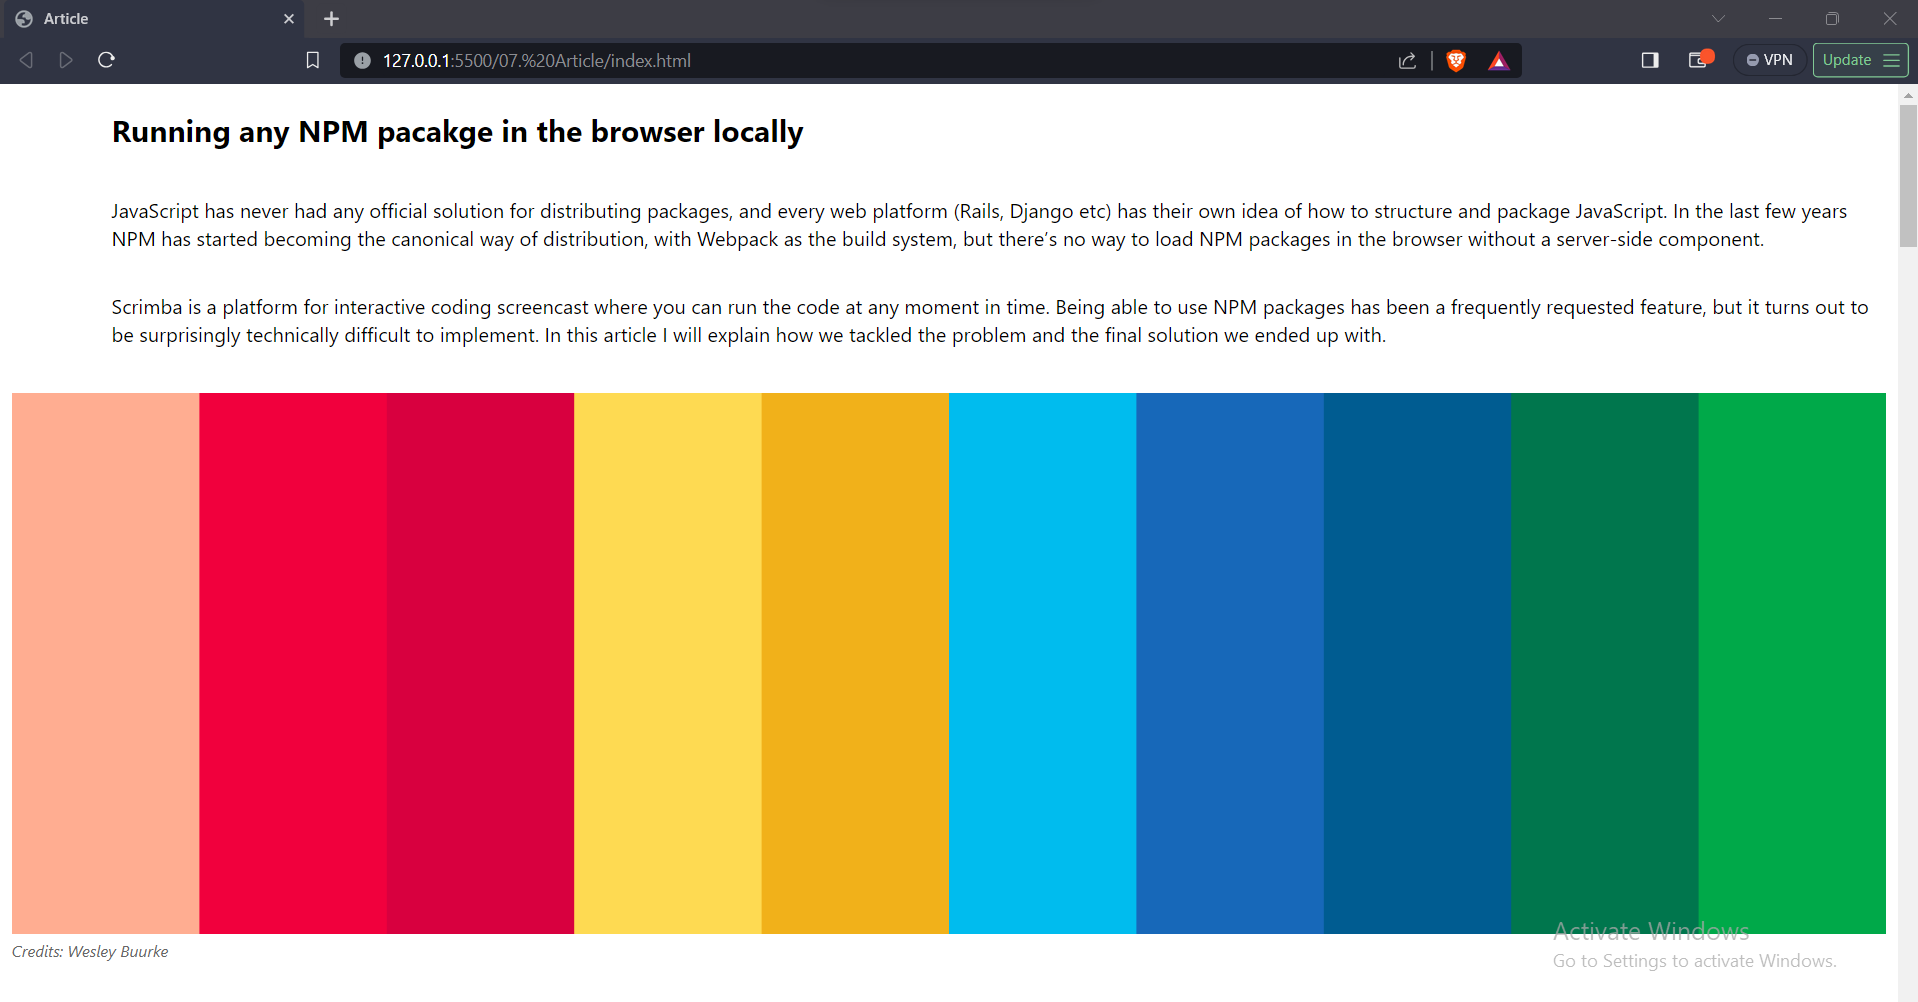 Article
127.0.0.1:5500/07.%20Article/index.html
VPN
Update
Running any NPM pacakge in the browser locally
JavaScript has never had any official solution for distributing packages, and every web platform (Rails, Django etc) has their own idea of how to structure and package JavaScript. In the last few years
NPM has started becoming the canonical way of distribution, with Webpack as the build system, but there's no way to load NPM packages in the browser without a server-side component.
Scrimba is a platform for interactive coding screencast where you can run the code at any moment in time. Being able to use NPM packages has been a frequently requested feature, but it turns out to
be surprisingly technically difficult to implement. In this article I will explain how we tackled the problem and the final solution we ended up with.
Credits: Wesley Buurke
Activate Windows
Go to Settings to activate Windows.